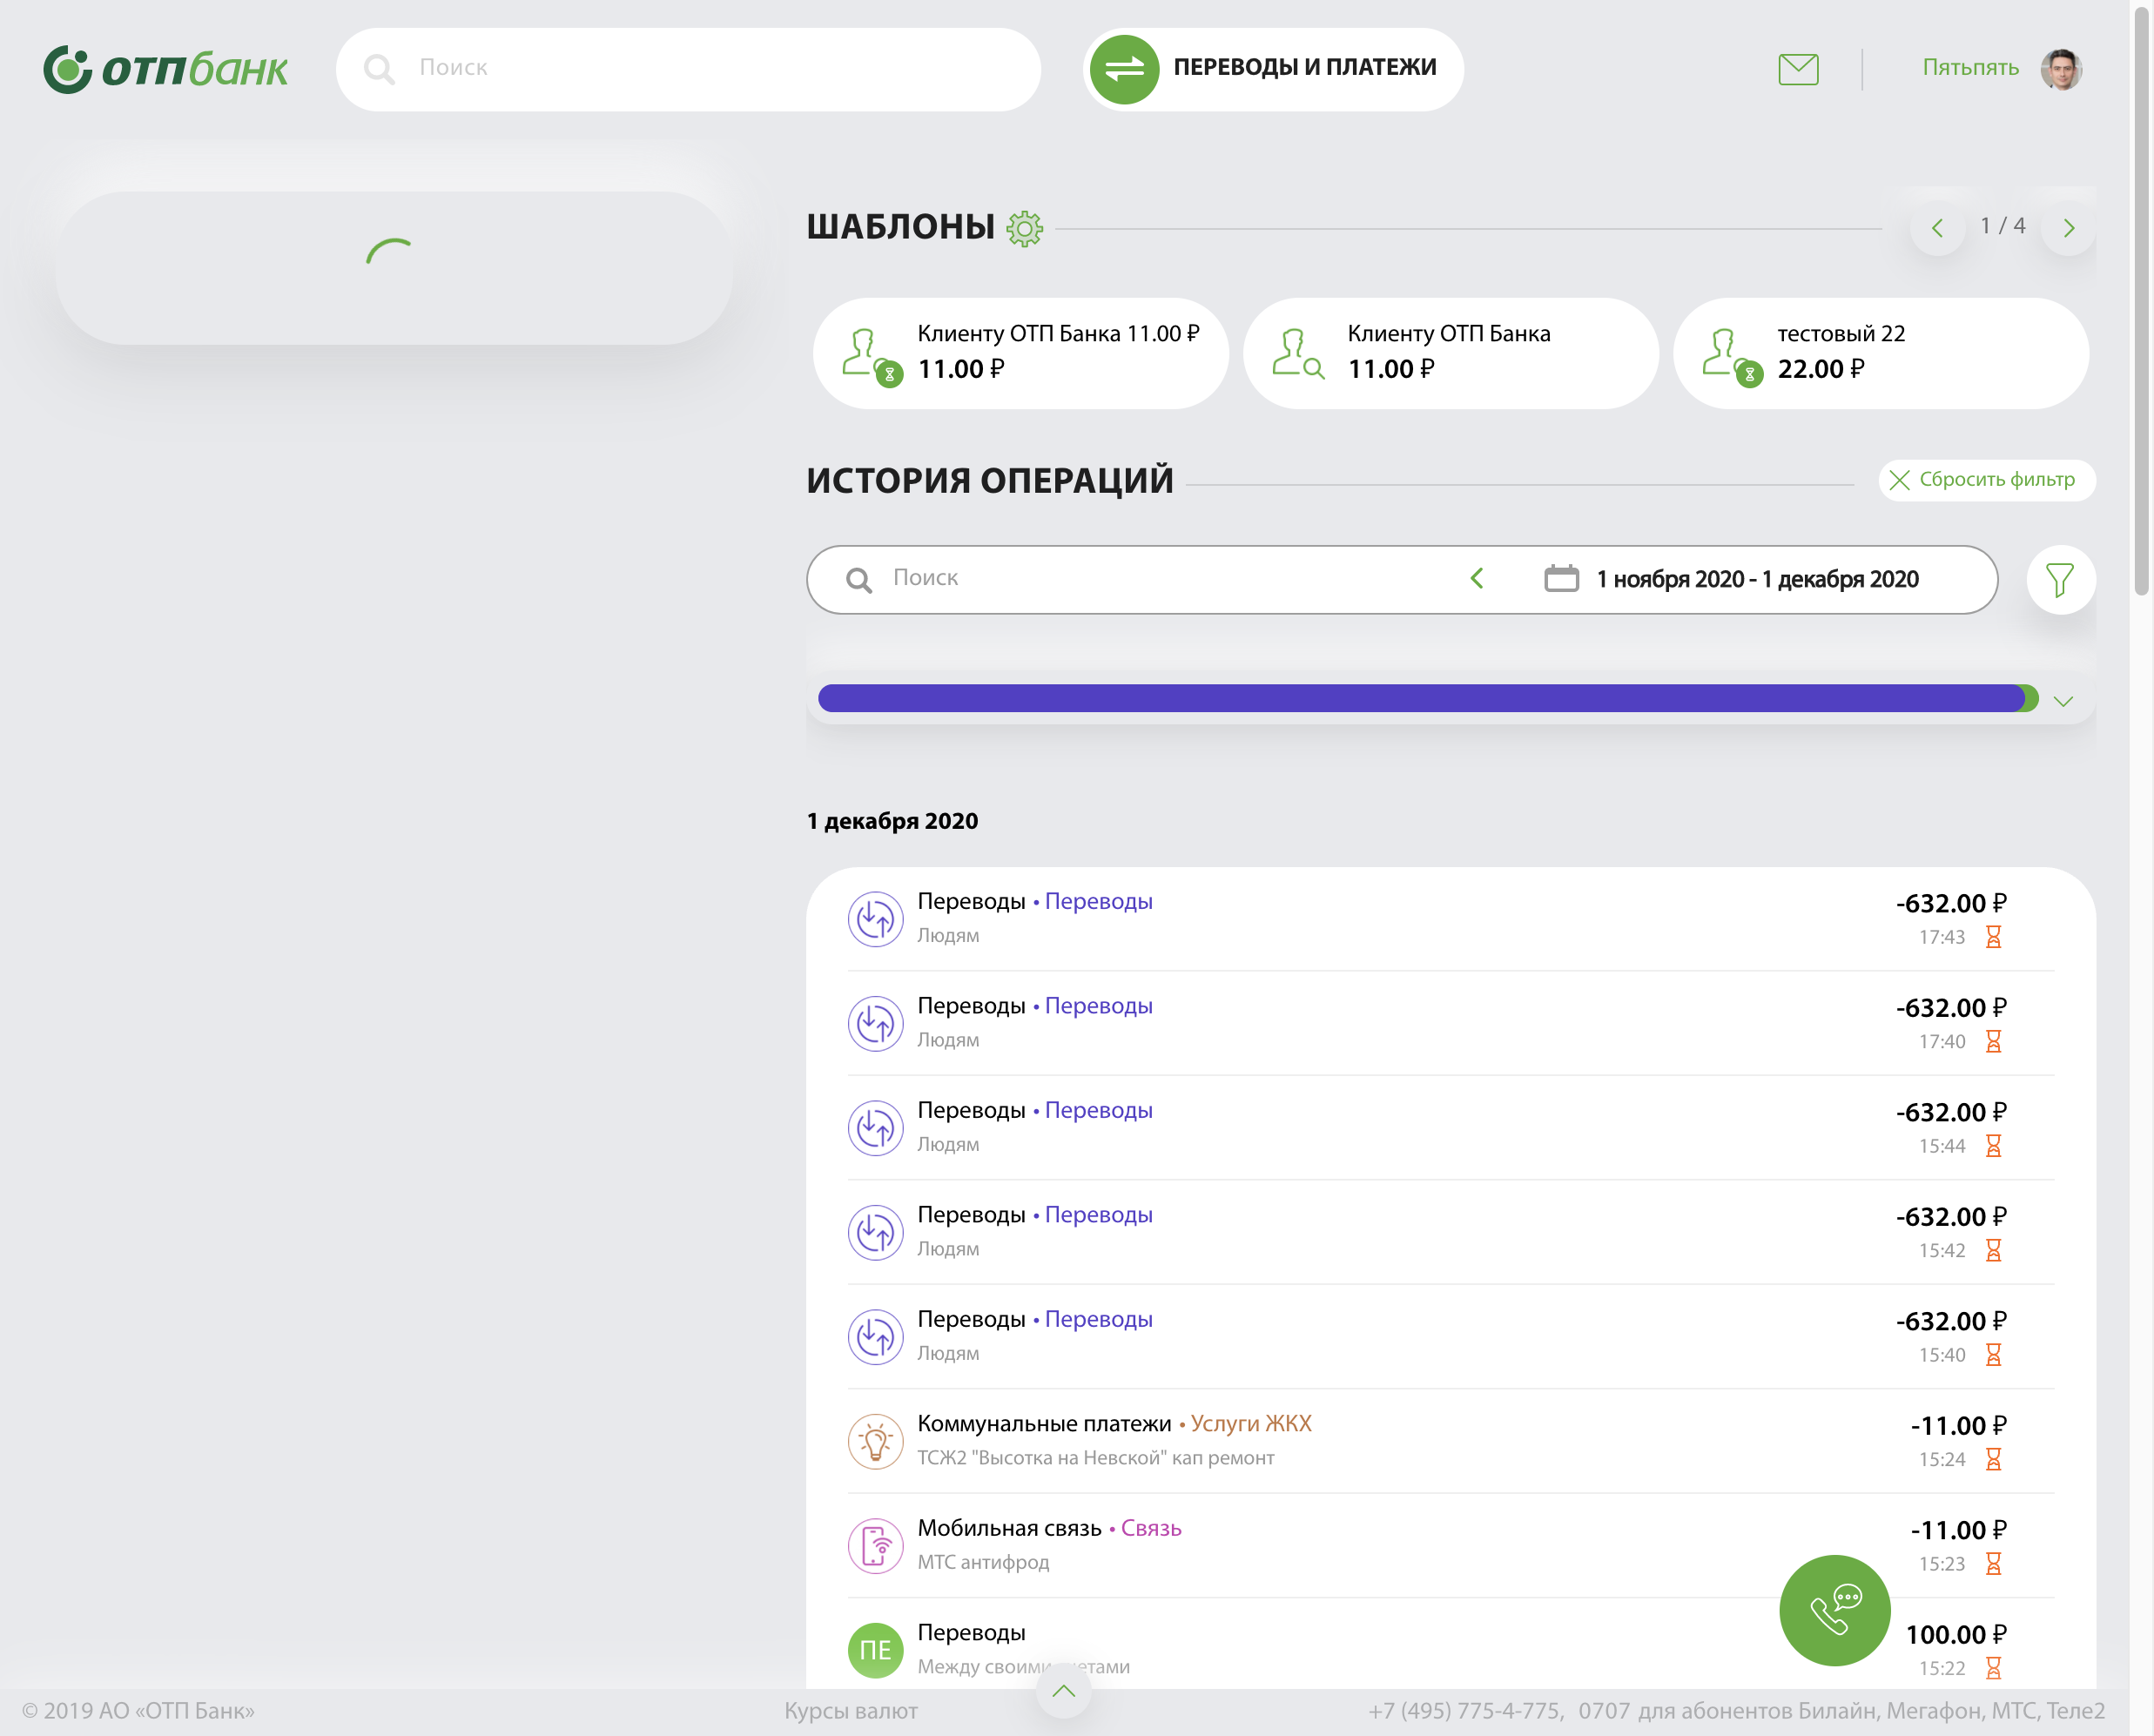 отпбанк
Поиск
ПЕРЕВОДЫ И ПЛАТЕЖИ
Пятьпять
ШАБЛОНЫ
1 / 4
Клиенту ОТП Банка 11.00 ₽
11.00 ₽
Клиенту ОТП Банка
11.00 ₽
тестовый 22
22.00 ₽
ИСТОРИЯ ОПЕРАЦИЙ
Сбросить фильтр
Поиск
1 ноября 2020 - 1 декабря 2020
1 декабря 2020
Переводы • Переводы
-632.00 ₽
Людям
17:43
Переводы • Переводы
-632.00 ₽
Людям
17:40
Переводы • Переводы
-632.00 ₽
Людям
15:44
Переводы • Переводы
-632.00 ₽
Людям
15:42
Переводы • Переводы
-632.00 ₽
Людям
15:40
Коммунальные платежи • Услуги ЖКХ
-11.00 ₽
ТСЖ2 "Высотка на Невской" кап ремонт
15:24
Мобильная связь • Связь
-11.00 ₽
МТС антифрод
15:23
ПЕ
Переводы
100.00 ₽
Между своими
15:22
© 2019 АО «ОТП Банк»
Курсы валют
+7 (495) 775-4-775, 0707 для абонентов Билайн, Мегафон, МТС, Теле2